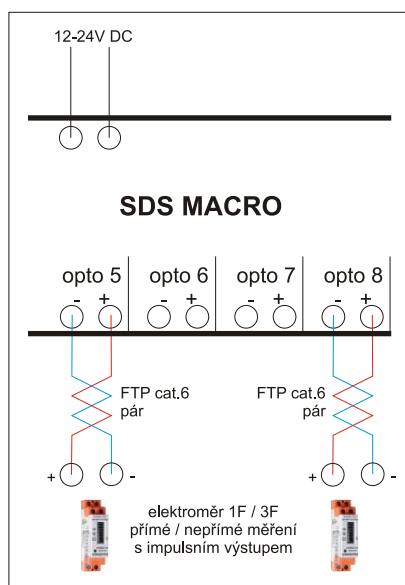 12-24V DC
SDS MACRO
opto 5 opto 6 opto 7 opto 8
- + - + - + - +
FTP cat.6 FTP cat.6
pár pár
+ - + -
elektroměr 1F / 3F
přímé / nepřímé měření
s impulsním výstupem